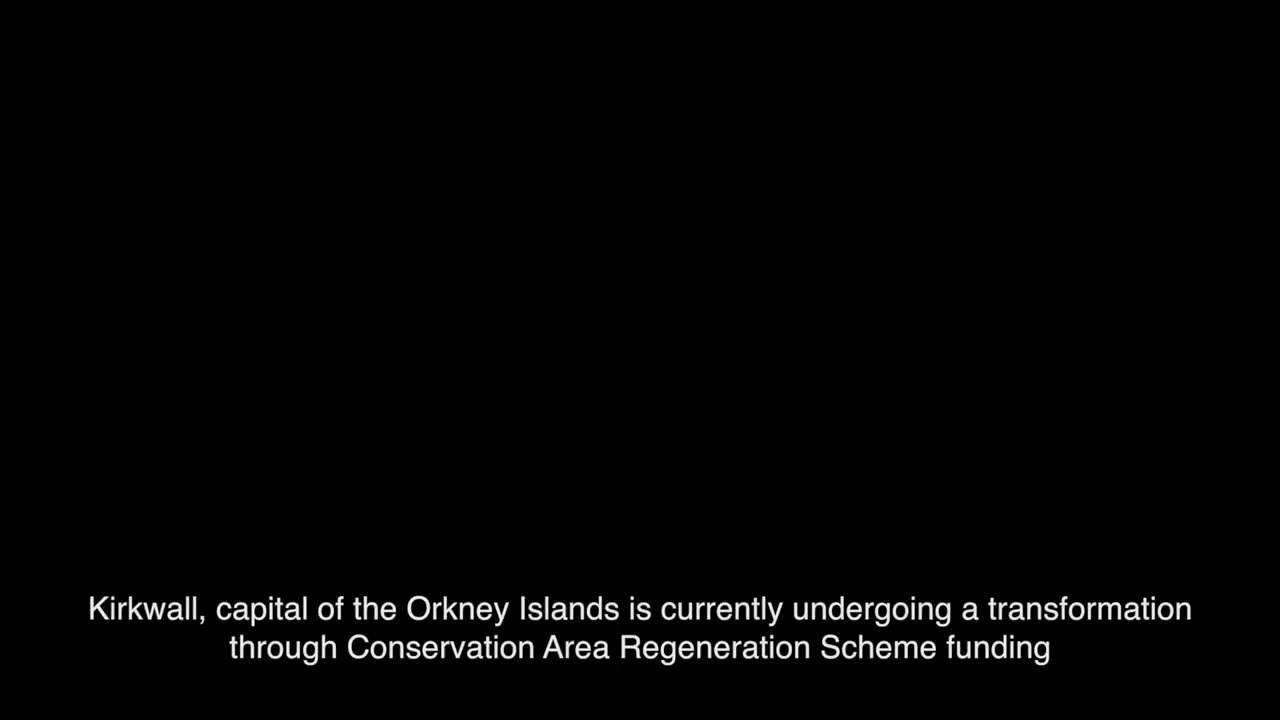 Kirkwall, capital of the Orkney Islands is currently undergoing a transformation
through Conservation Area Regeneration Scheme funding